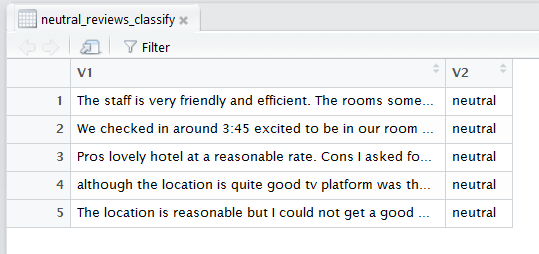 neutral_reviews_classify
Filter
V1 V2
1 The staff is very friendly and efficient. The rooms some... neutral
2 We checked in around 3:45 excited to be in our room ... neutral
3 Pros lovely hotel at a reasonable rate. Cons I asked fo... neutral
4 although the location is quite good tv platform was th... neutral
5 The location is reasonable but I could not get a good ... neutral